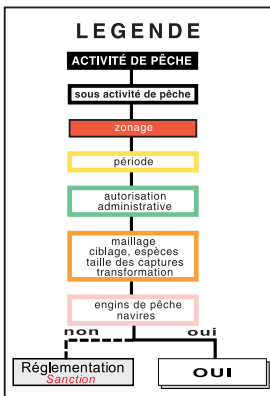 LEGENDE
ACTIVITÉ DE PÊCHE
sous activité de pêche
zonage
période
autorisation
administrative
maillage
ciblage, espèces
taille des captures
transformation
engins de pêche
navires
non oui
Réglementation
Sanction
OUI